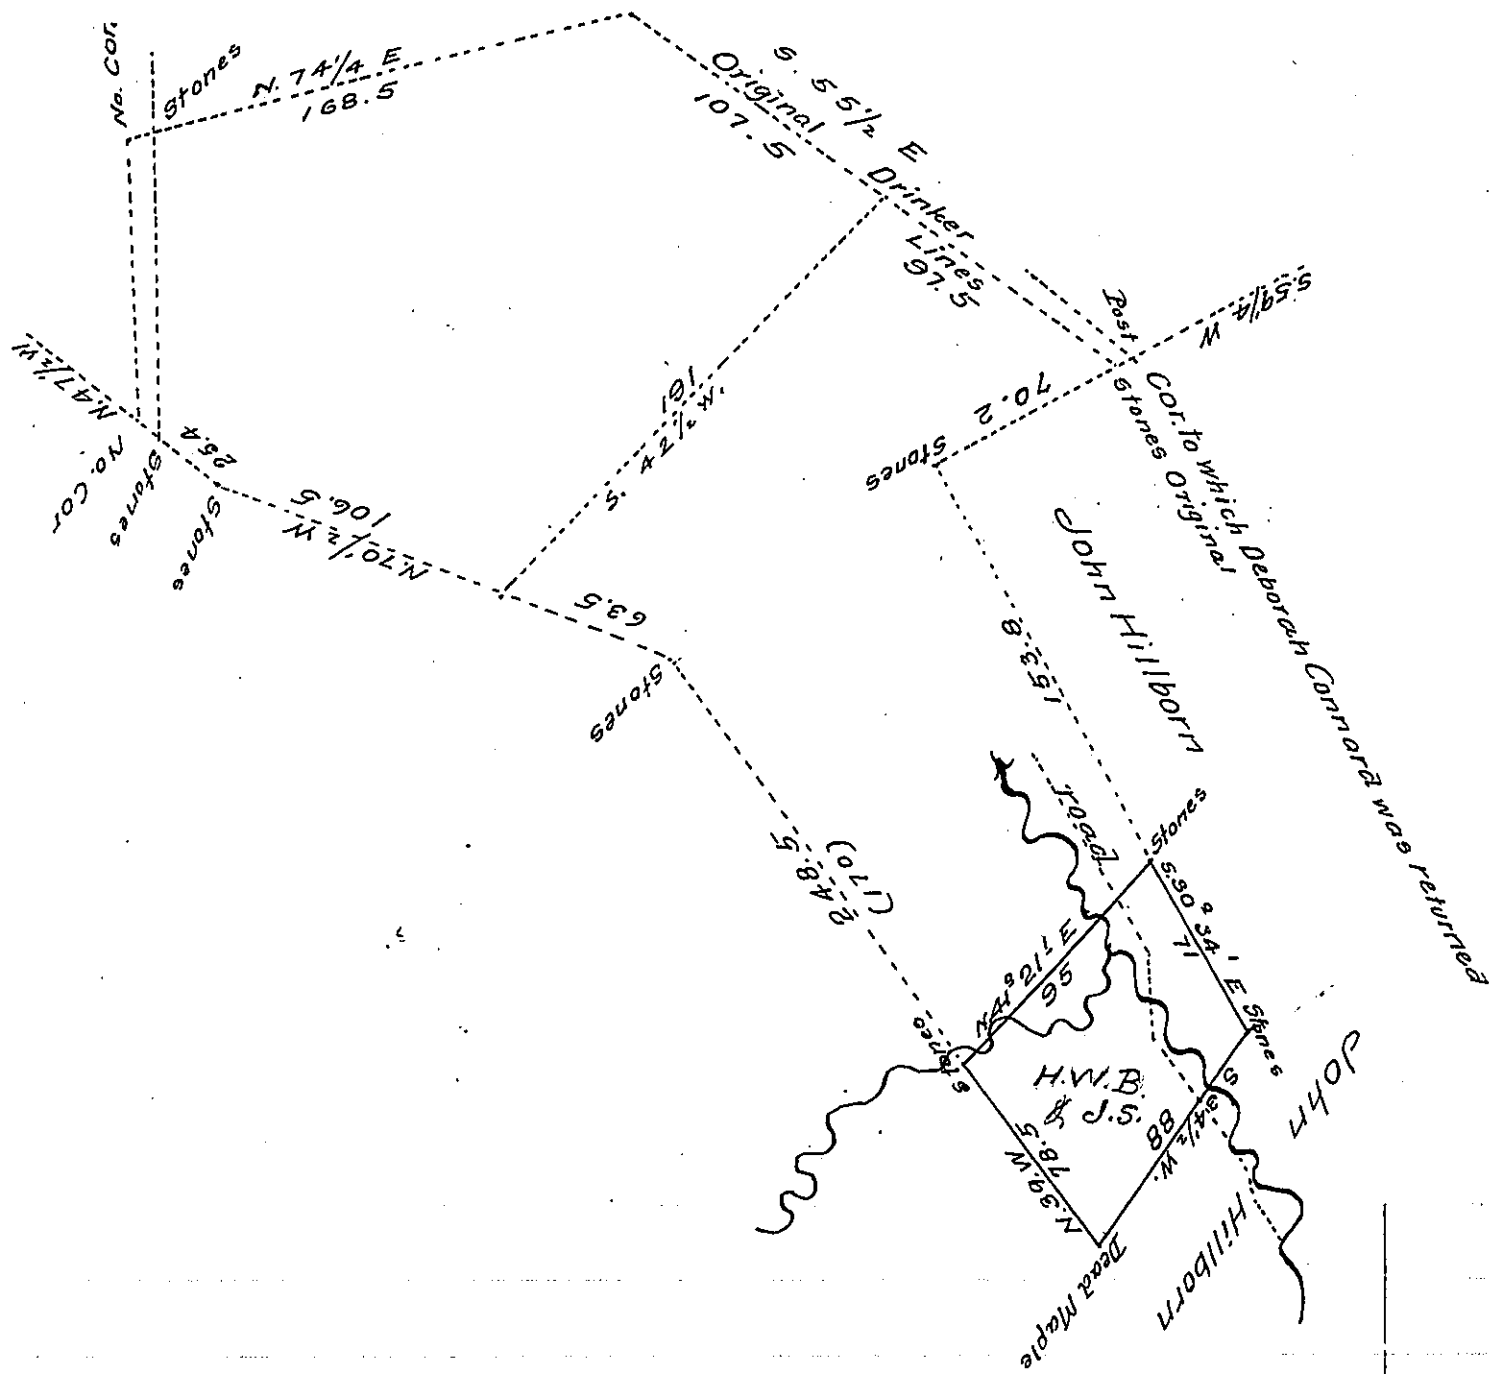 No. Cor.
Stones
N. 74 1/4 E
168.5
S. 55 1/2 E
Original
107.5
Drinker
Lines
97.5
Post
S. 59 1/4 W
70.2
Stones
Stones Original
Cor. to which Deborah Connard was returned
N. 47 1/2 W
No. Cor
Stones
25.4
Stones
N. 70 1/2 W
106.5
161
S. 42 1/2 W.
63.5
Stones
John Hillborn
153.8
248.5
(170)
road
Stones
S. 30° 34' E
71
Stones
N 41° 12' E
95
Stones
H.W.B.
& J.S.
N. 39. W
78.5
S 34 1/2 W.
88
Dead Maple
John
Hillborn